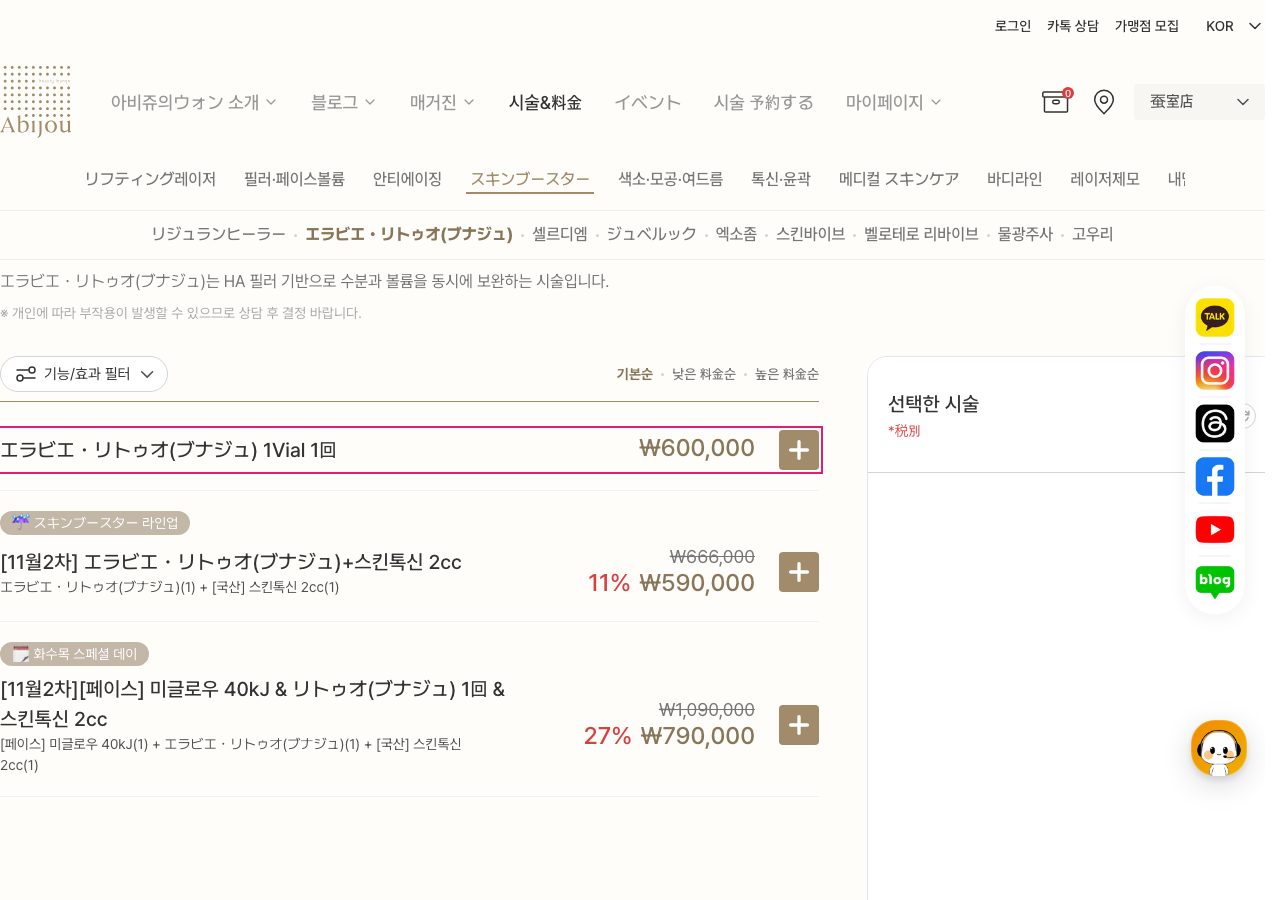 로그인 카톡 상담 가맹점 모집 KOR
Abijou
아비쥬의원 소개 블로그 매거진 시술&料金 イベント 시술 予約する 마이페이지
0
蚕室店
リフティングレイザー 필러·페이스볼륨 안티에이징 スキンブースター 색소·모공·여드름 톡신·윤곽 메디컬 スキンケア 바디라인 레이저제모
リジュランヒーラー エラビエ・リトゥオ(ブナジュ) 셀르디엠 ジュベルック 엑소좀 스킨바이브 벨로테로 리바이브 물광주사 고우리
エラビエ・リトゥオ(ブナジュ)는 HA 필러 기반으로 수분과 볼륨을 동시에 보완하는 시술입니다.
※ 개인에 따라 부작용이 발생할 수 있으므로 상담 후 결정 바랍니다.
기능/효과 필터
기본순 낮은 料金순 높은 料金순
エラビエ・リトゥオ(ブナジュ) 1Vial 1回
₩600,000
スキンブースター 라인업
[11월2차] エラビエ・リトゥオ(ブナジュ)+스킨톡신 2cc
エラビエ・リトゥオ(ブナジュ)(1) + [국산] 스킨톡신 2cc(1)
₩666,000
11% ₩590,000
화수목 스페셜 데이
[11월2차][페이스] 미글로우 40kJ & リトゥオ(ブナジュ) 1회 &
스킨톡신 2cc
[페이스] 미글로우 40kJ(1) + エラビエ・リトゥオ(ブナジュ)(1) + [국산] 스킨톡신
2cc(1)
₩1,090,000
27% ₩790,000
선택한 시술
*税別
TALK
blog